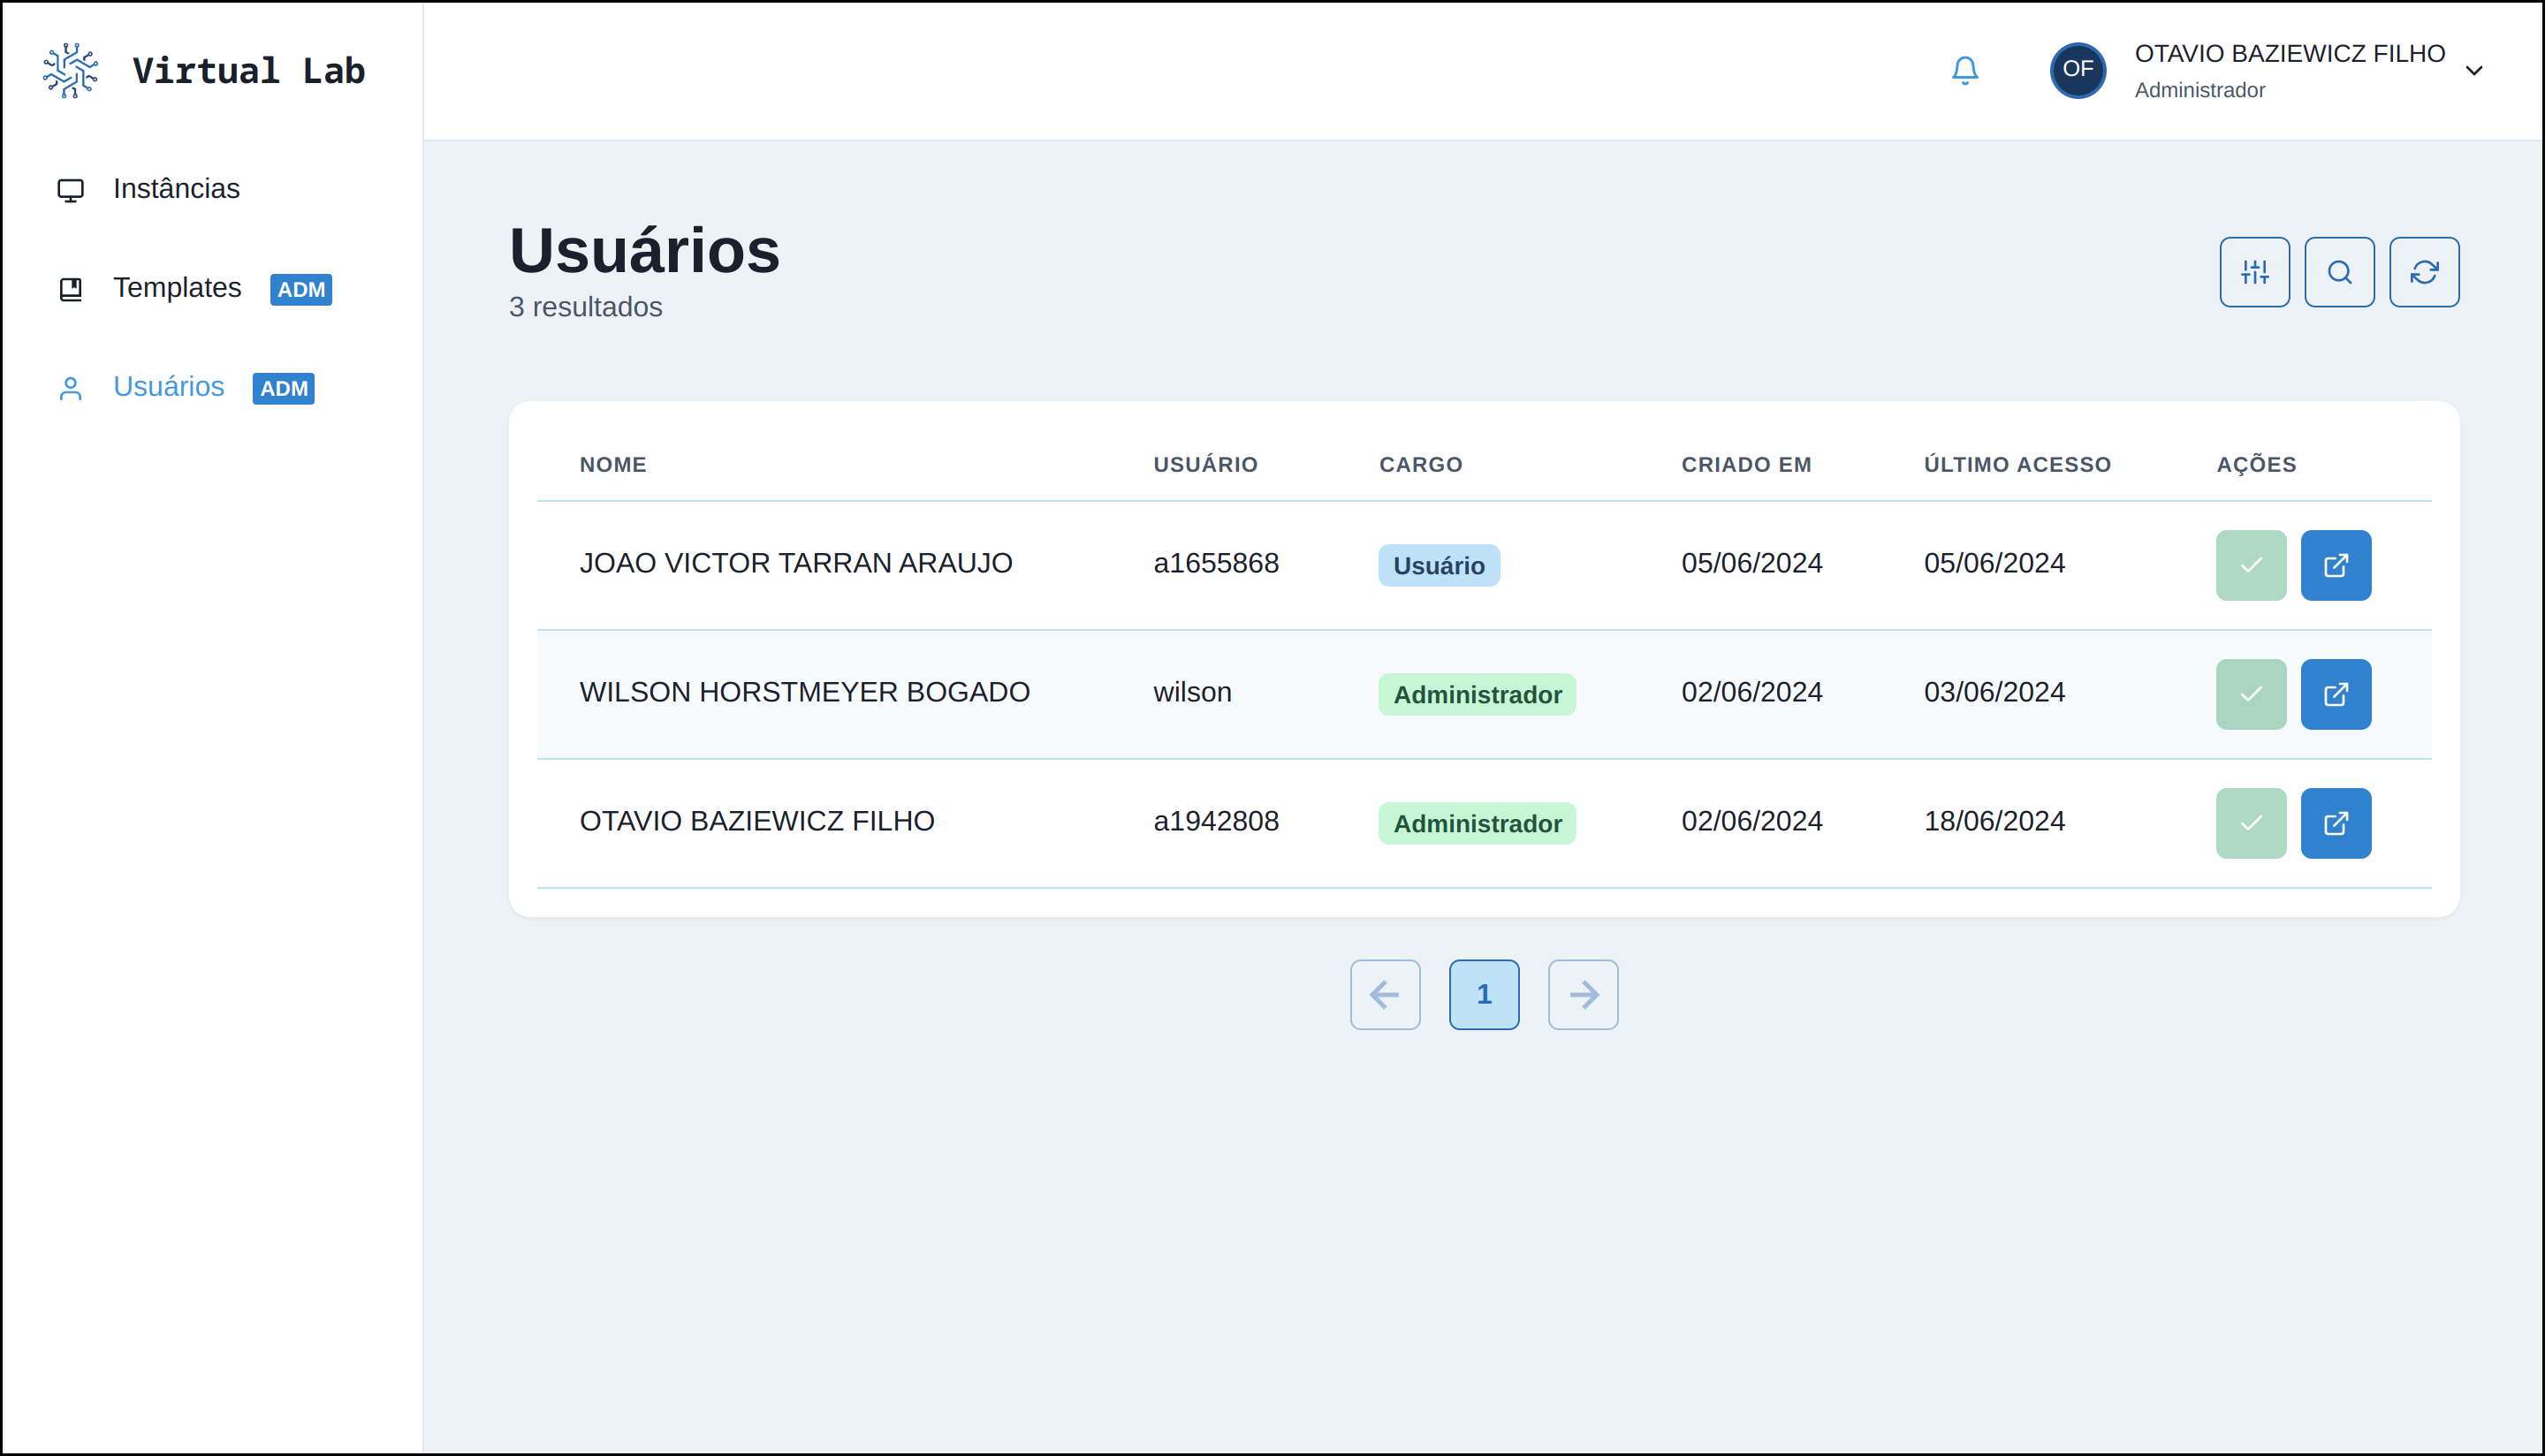 Virtual Lab
OF
OTAVIO BAZIEWICZ FILHO
Administrador
Instâncias
Templates ADM
Usuários ADM
Usuários
3 resultados
NOME USUÁRIO CARGO CRIADO EM ÚLTIMO ACESSO AÇÕES
JOAO VICTOR TARRAN ARAUJO a1655868 Usuário 05/06/2024 05/06/2024
WILSON HORSTMEYER BOGADO wilson Administrador 02/06/2024 03/06/2024
OTAVIO BAZIEWICZ FILHO a1942808 Administrador 02/06/2024 18/06/2024
1